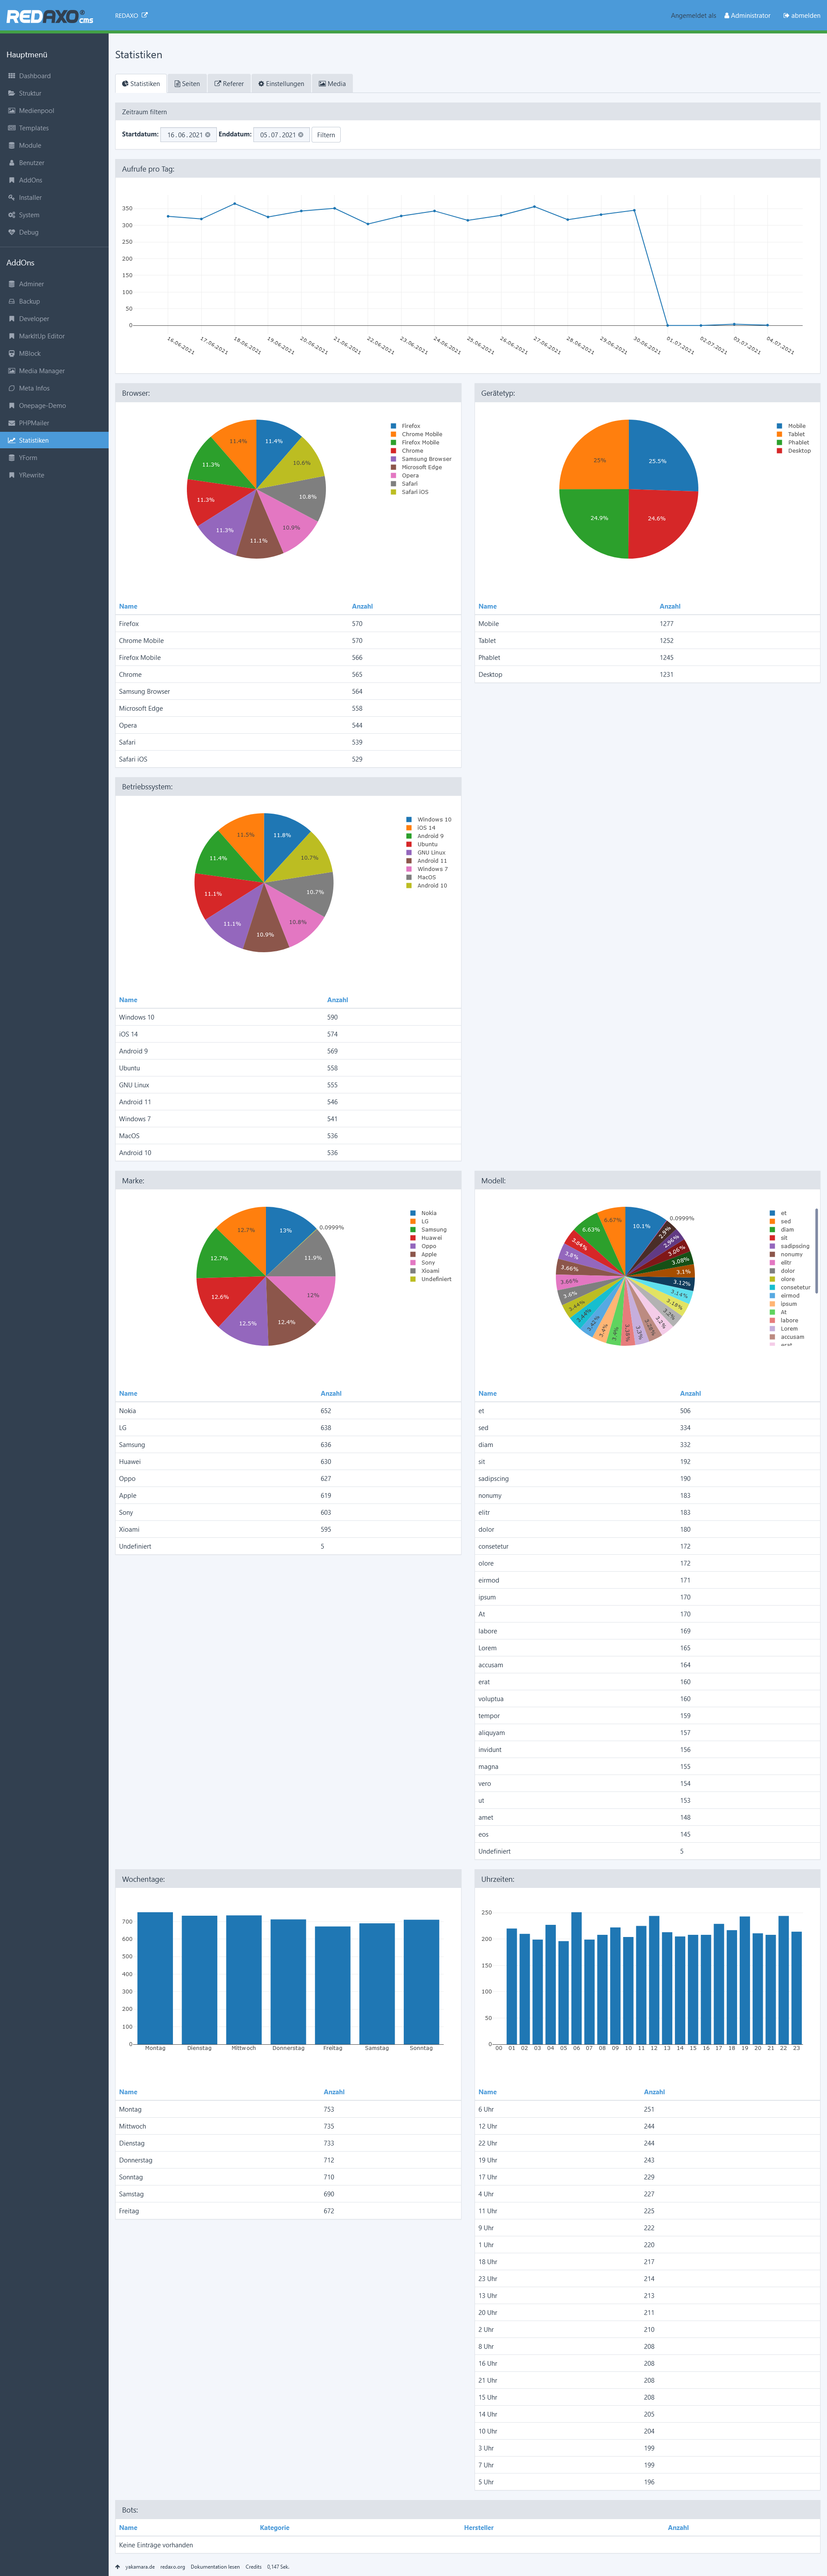 REDAXO cms
REDAXO
Angemeldet als Administrator abmelden
Hauptmenü
Dashboard
Struktur
Medienpool
Templates
Module
Benutzer
AddOns
Installer
System
Debug
AddOns
Adminer
Backup
Developer
MarkItUp Editor
MBlock
Media Manager
Meta Infos
Onepage-Demo
PHPMailer
Statistiken
YForm
YRewrite
Statistiken
Statistiken Seiten Referer Einstellungen Media
Zeitraum filtern
Startdatum: 16.06.2021 Enddatum: 05.07.2021 Filtern
Aufrufe pro Tag:
350
300
250
200
150
100
50
0
16.06.2021 17.06.2021 18.06.2021 19.06.2021 20.06.2021 21.06.2021 22.06.2021 23.06.2021 24.06.2021 25.06.2021 26.06.2021 27.06.2021 28.06.2021 29.06.2021 30.06.2021 01.07.2021 02.07.2021 03.07.2021 04.07.2021
Browser:
11.4% 11.4%
11.3% 10.6%
11.3% 10.8%
11.3% 10.9%
11.1%
Firefox
Chrome Mobile
Firefox Mobile
Chrome
Samsung Browser
Microsoft Edge
Opera
Safari
Safari iOS
Name Anzahl
Firefox 570
Chrome Mobile 570
Firefox Mobile 566
Chrome 565
Samsung Browser 564
Microsoft Edge 558
Opera 544
Safari 539
Safari iOS 529
Gerätetyp:
25% 25.5%
24.9% 24.6%
Mobile
Tablet
Phablet
Desktop
Name Anzahl
Mobile 1277
Tablet 1252
Phablet 1245
Desktop 1231
Betriebssystem:
11.5% 11.8%
11.4% 10.7%
11.1% 10.7%
11.1% 10.8%
10.9%
Windows 10
iOS 14
Android 9
Ubuntu
GNU Linux
Android 11
Windows 7
MacOS
Android 10
Name Anzahl
Windows 10 590
iOS 14 574
Android 9 569
Ubuntu 558
GNU Linux 555
Android 11 546
Windows 7 541
MacOS 536
Android 10 536
Marke:
12.7% 13% 0.0999%
12.7% 11.9%
12.6% 12%
12.5% 12.4%
Nokia
LG
Samsung
Huawei
Oppo
Apple
Sony
Xioami
Undefiniert
Name Anzahl
Nokia 652
LG 638
Samsung 636
Huawei 630
Oppo 627
Apple 619
Sony 603
Xioami 595
Undefiniert 5
Modell:
6.67% 10.1% 0.0999%
6.63% 2.9%
3.84% 2.96%
3.8% 3.06%
3.66% 3.08%
3.66% 3.1%
3.6% 3.12%
3.44% 3.14%
3.44% 3.18%
3.42% 3.2%
3.4% 3.2%
3.4% 3.38% 3.3% 3.28%
et
sed
diam
sit
sadipscing
nonumy
elitr
dolor
olore
consetetur
eirmod
ipsum
At
labore
Lorem
accusam
erat
Name Anzahl
et 506
sed 334
diam 332
sit 192
sadipscing 190
nonumy 183
elitr 183
dolor 180
consetetur 172
olore 172
eirmod 171
ipsum 170
At 170
labore 169
Lorem 165
accusam 164
erat 160
voluptua 160
tempor 159
aliquyam 157
invidunt 156
magna 155
vero 154
ut 153
amet 148
eos 145
Undefiniert 5
Wochentage:
700
600
500
400
300
200
100
0
Montag Dienstag Mittwoch Donnerstag Freitag Samstag Sonntag
Name Anzahl
Montag 753
Mittwoch 735
Dienstag 733
Donnerstag 712
Sonntag 710
Samstag 690
Freitag 672
Uhrzeiten:
250
200
150
100
50
0
00 01 02 03 04 05 06 07 08 09 10 11 12 13 14 15 16 17 18 19 20 21 22 23
Name Anzahl
6 Uhr 251
12 Uhr 244
22 Uhr 244
19 Uhr 243
17 Uhr 229
4 Uhr 227
11 Uhr 225
9 Uhr 222
1 Uhr 220
18 Uhr 217
23 Uhr 214
13 Uhr 213
20 Uhr 211
2 Uhr 210
8 Uhr 208
16 Uhr 208
21 Uhr 208
15 Uhr 208
14 Uhr 205
10 Uhr 204
3 Uhr 199
7 Uhr 199
5 Uhr 196
Bots:
Name Kategorie Hersteller Anzahl
Keine Einträge vorhanden
yakamara.de redaxo.org Dokumentation lesen Credits 0,147 Sek.